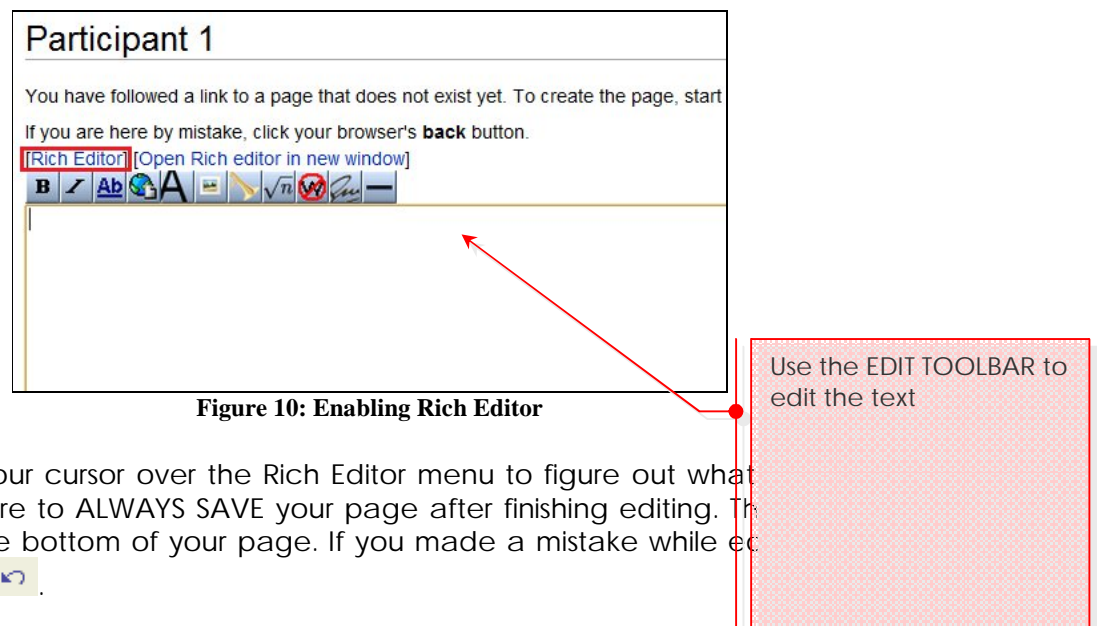 Participant 1
You have followed a link to a page that does not exist yet. To create the page, start
If you are here by mistake, click your browser's back button.
[Rich Editor] [Open Rich editor in new window]
B I Ab A √n W
Use the EDIT TOOLBAR to
edit the text
Figure 10: Enabling Rich Editor
our cursor over the Rich Editor menu to figure out what
re to ALWAYS SAVE your page after finishing editing. Th
e bottom of your page. If you made a mistake while ed
.